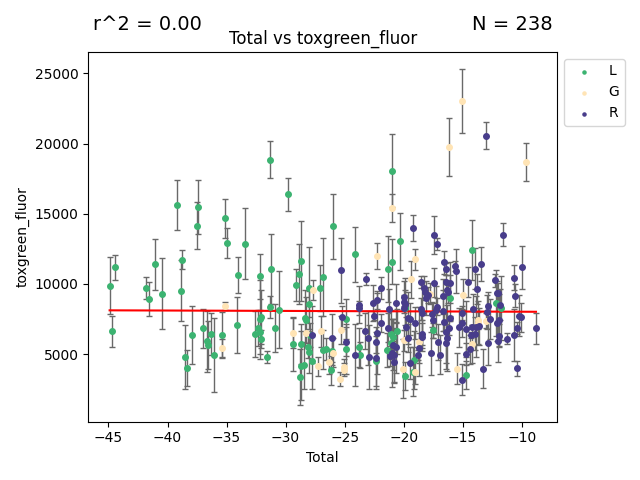 r^2 = 0.00
N = 238
Total vs toxgreen_fluor
25000
20000
15000
10000
5000
toxgreen_fluor
−45
−40
−35
−30
−25
−20
−15
−10
Total
L
G
R